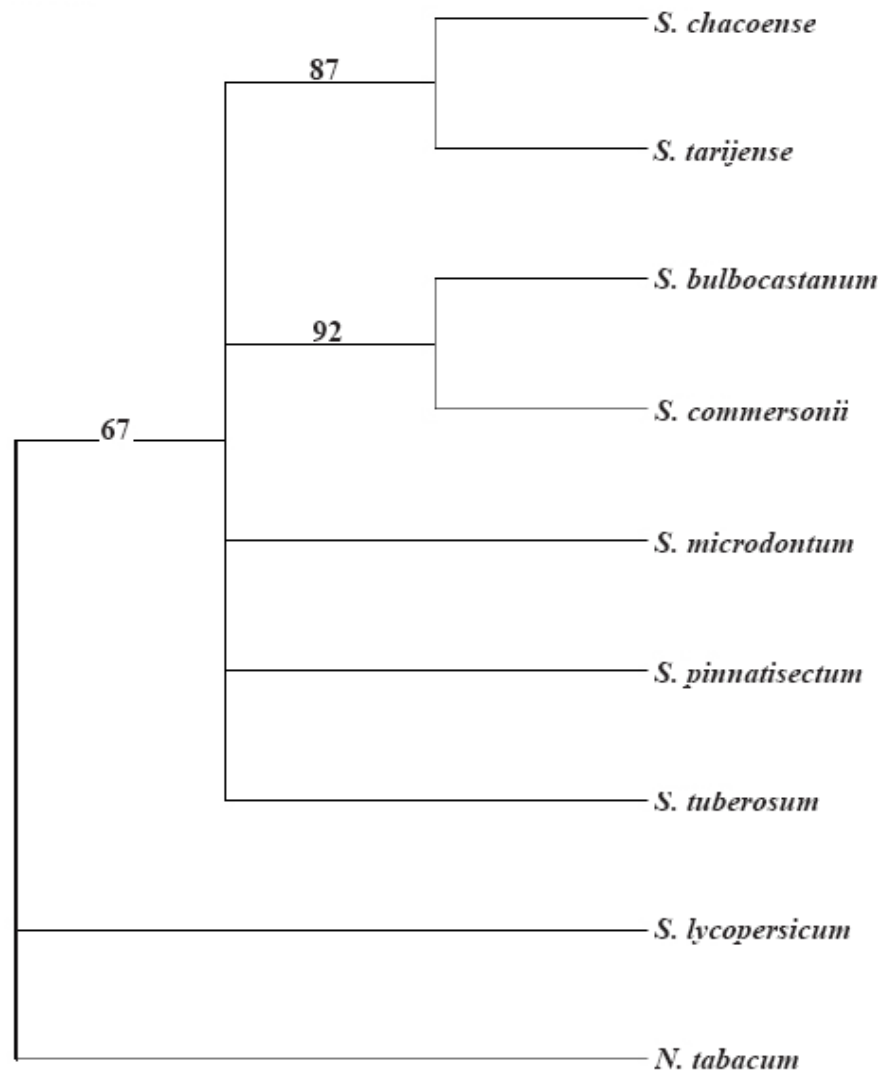 S. chacoense
87
S. tarijense
S. bulbocastanum
92
S. commersonii
67
S. microdontum
S. pinnatisectum
S. tuberosum
S. lycopersicum
N. tabacum